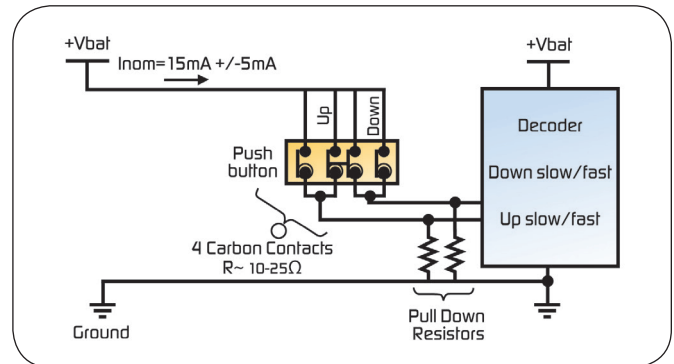 +Vbat
Inom=15mA +/-5mA
+Vbat
Up
Down
Decoder
Push
button
Down slow/fast
Up slow/fast
4 Carbon Contacts
R~ 10-25Ω
Ground
Pull Down
Resistors